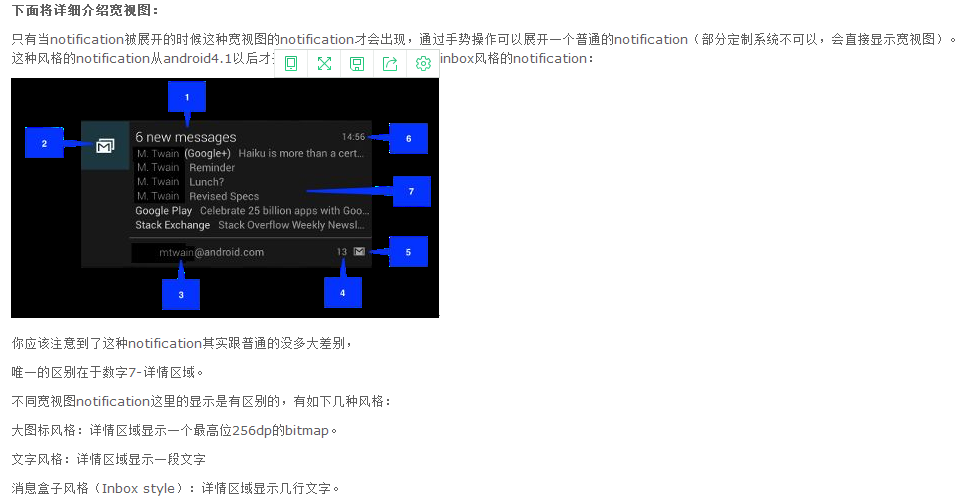 下面将详细介绍宽视图：
只有当notification被展开的时候这种宽视图的notification才会出现，通过手势操作可以展开一个普通的notification（部分定制系统不可以，会直接显示宽视图）。
这种风格的notification从android4.1以后才 inbox风格的notification：
1
2
6 new messages
14:56
6
M. Twain (Google+) Haiku is more than a cert...
M. Twain Reminder
M. Twain Lunch?
M. Twain Revised Specs
7
Google Play Celebrate 25 billion apps with Goo...
Stack Exchange Stack Overflow Weekly Newsl...
mtwain@android.com
13
5
3
4
你应该注意到了这种notification其实跟普通的没多大差别，
唯一的区别在于数字7-详情区域。
不同宽视图notification这里的显示是有区别的，有如下几种风格：
大图标风格：详情区域显示一个最高位256dp的bitmap。
文字风格：详情区域显示一段文字
消息盒子风格（Inbox style）：详情区域显示几行文字。